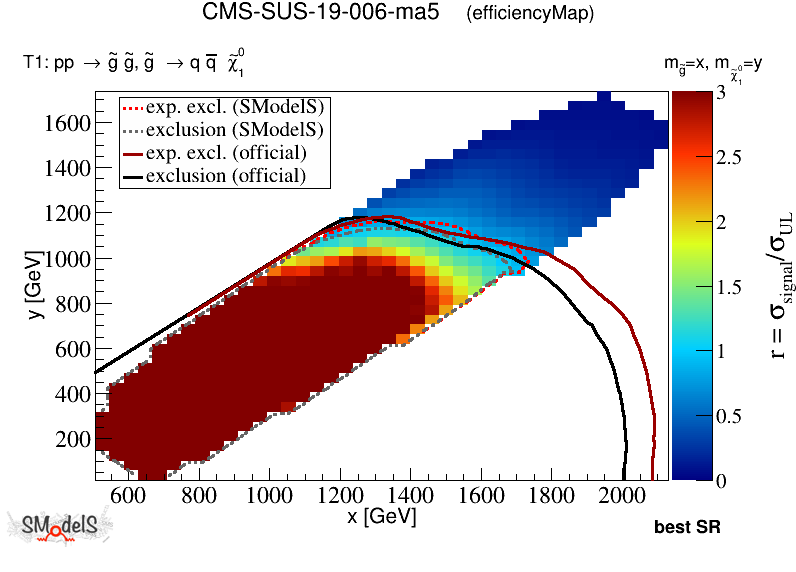 CMS-SUS-19-006-ma5 (efficiencyMap)
T1: pp → g̃ g̃, g̃ → q q̅ χ̃₁⁰
m_g̃=x, m_χ̃₁⁰=y
exp. excl. (SModelS)
exclusion (SModelS)
exp. excl. (official)
exclusion (official)
1600
1400
1200
1000
800
600
400
200
y [GeV]
600 800 1000 1200 1400 1600 1800 2000
x [GeV]
3
2.5
2
1.5
1
0.5
0
r = σ_signal/σ_UL
SModelS
best SR